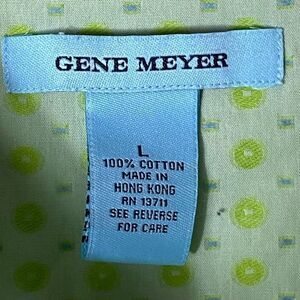 GENE MEYER
L
100% COTTON
MADE IN
HONG KONG
RN 13711
SEE REVERSE
FOR CARE